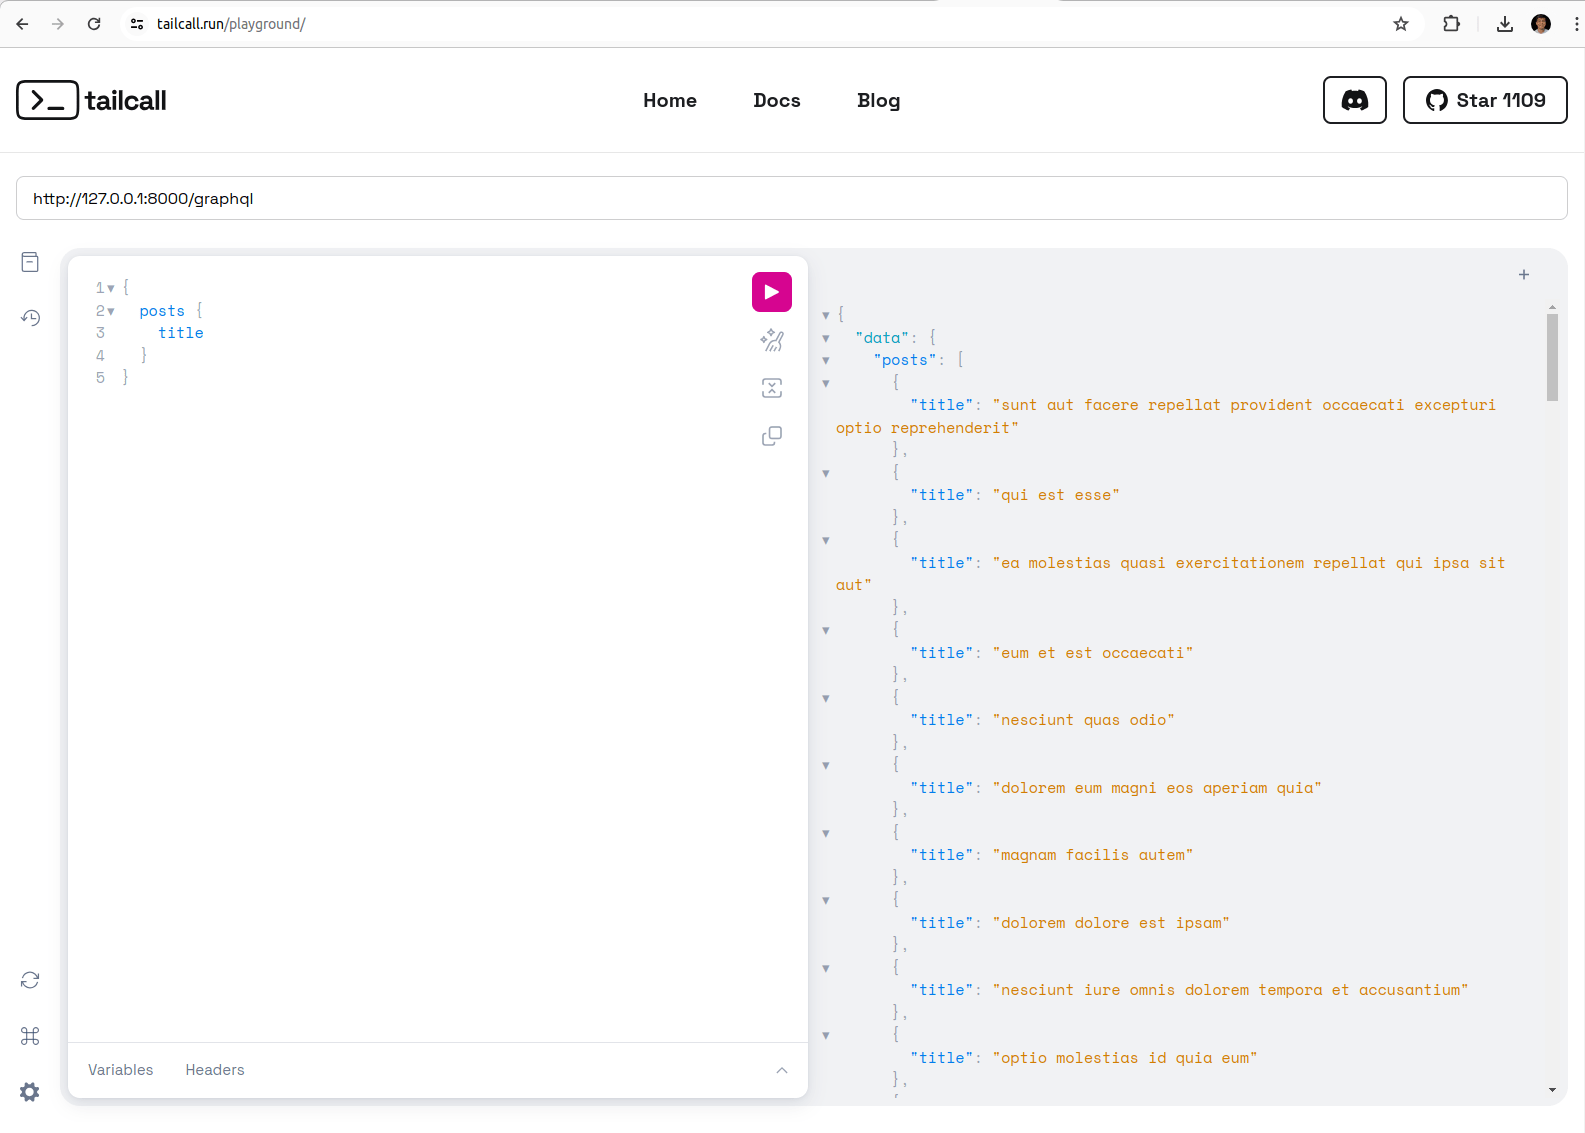 tailcall.run/playground/
tailcall
Home
Docs
Blog
Star 1109
http://127.0.0.1:8000/graphql
1 {
2 posts {
3 title
4 }
5 }
Variables
Headers
{
"data": {
"posts": [
{
"title": "sunt aut facere repellat provident occaecati excepturi
optio reprehenderit"
},
{
"title": "qui est esse"
},
{
"title": "ea molestias quasi exercitationem repellat qui ipsa sit
aut"
},
{
"title": "eum et est occaecati"
},
{
"title": "nesciunt quas odio"
},
{
"title": "dolorem eum magni eos aperiam quia"
},
{
"title": "magnam facilis autem"
},
{
"title": "dolorem dolore est ipsam"
},
{
"title": "nesciunt iure omnis dolorem tempora et accusantium"
},
{
"title": "optio molestias id quia eum"
},
{